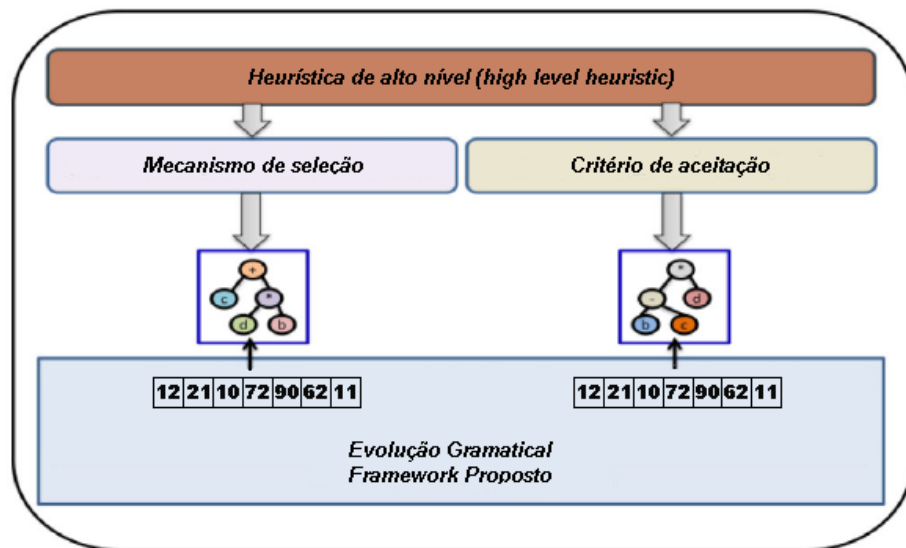 Heurística de alto nível (high level heuristic)
Mecanismo de seleção
Critério de aceitação
+
c
*
d
b
*
-
d
b
c
12 21 10 72 90 62 11
12 21 10 72 90 62 11
Evolução Gramatical
Framework Proposto